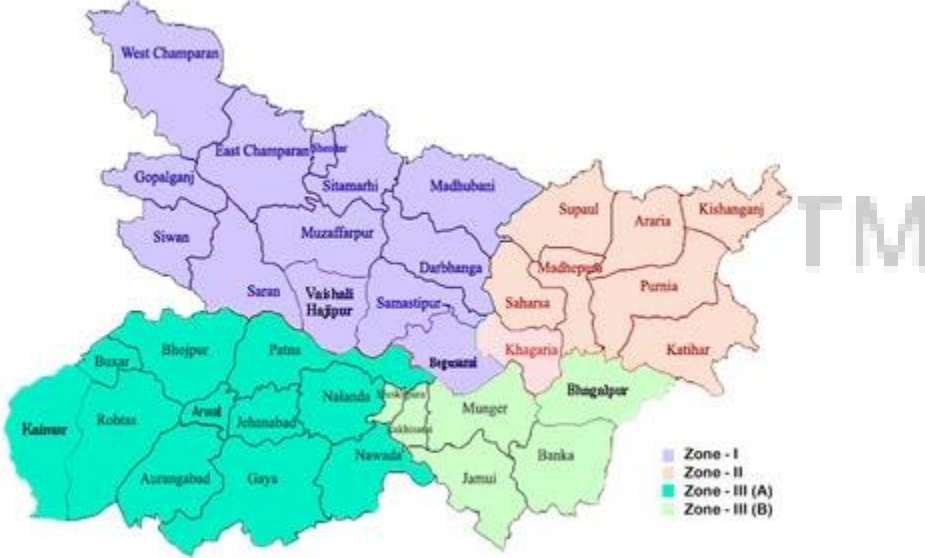 West Champaran
East Champaran
Sheohar
Gopalganj
Sitamarhi
Madhubani
Siwan
Muzaffarpur
Supaul
Araria
Kishanganj
TM
Darbhanga
Madhepura
Saran
Vaishali
Hajipur
Samastipur
Saharsa
Purnia
Begusarai
Khagaria
Katihar
Buxar
Bhojpur
Patna
Nalanda
Munger
Bhagalpur
Kaimur
Rohtas
Arwal
Jehanabad
Nawada
Banka
Aurangabad
Gaya
Jamui
Zone - I
Zone - II
Zone - III (A)
Zone - III (B)